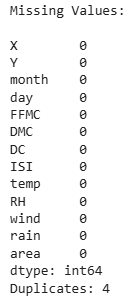 Missing Values:
X 0
Y 0
month 0
day 0
FFMC 0
DMC 0
DC 0
ISI 0
temp 0
RH 0
wind 0
rain 0
area 0
dtype: int64
Duplicates: 4